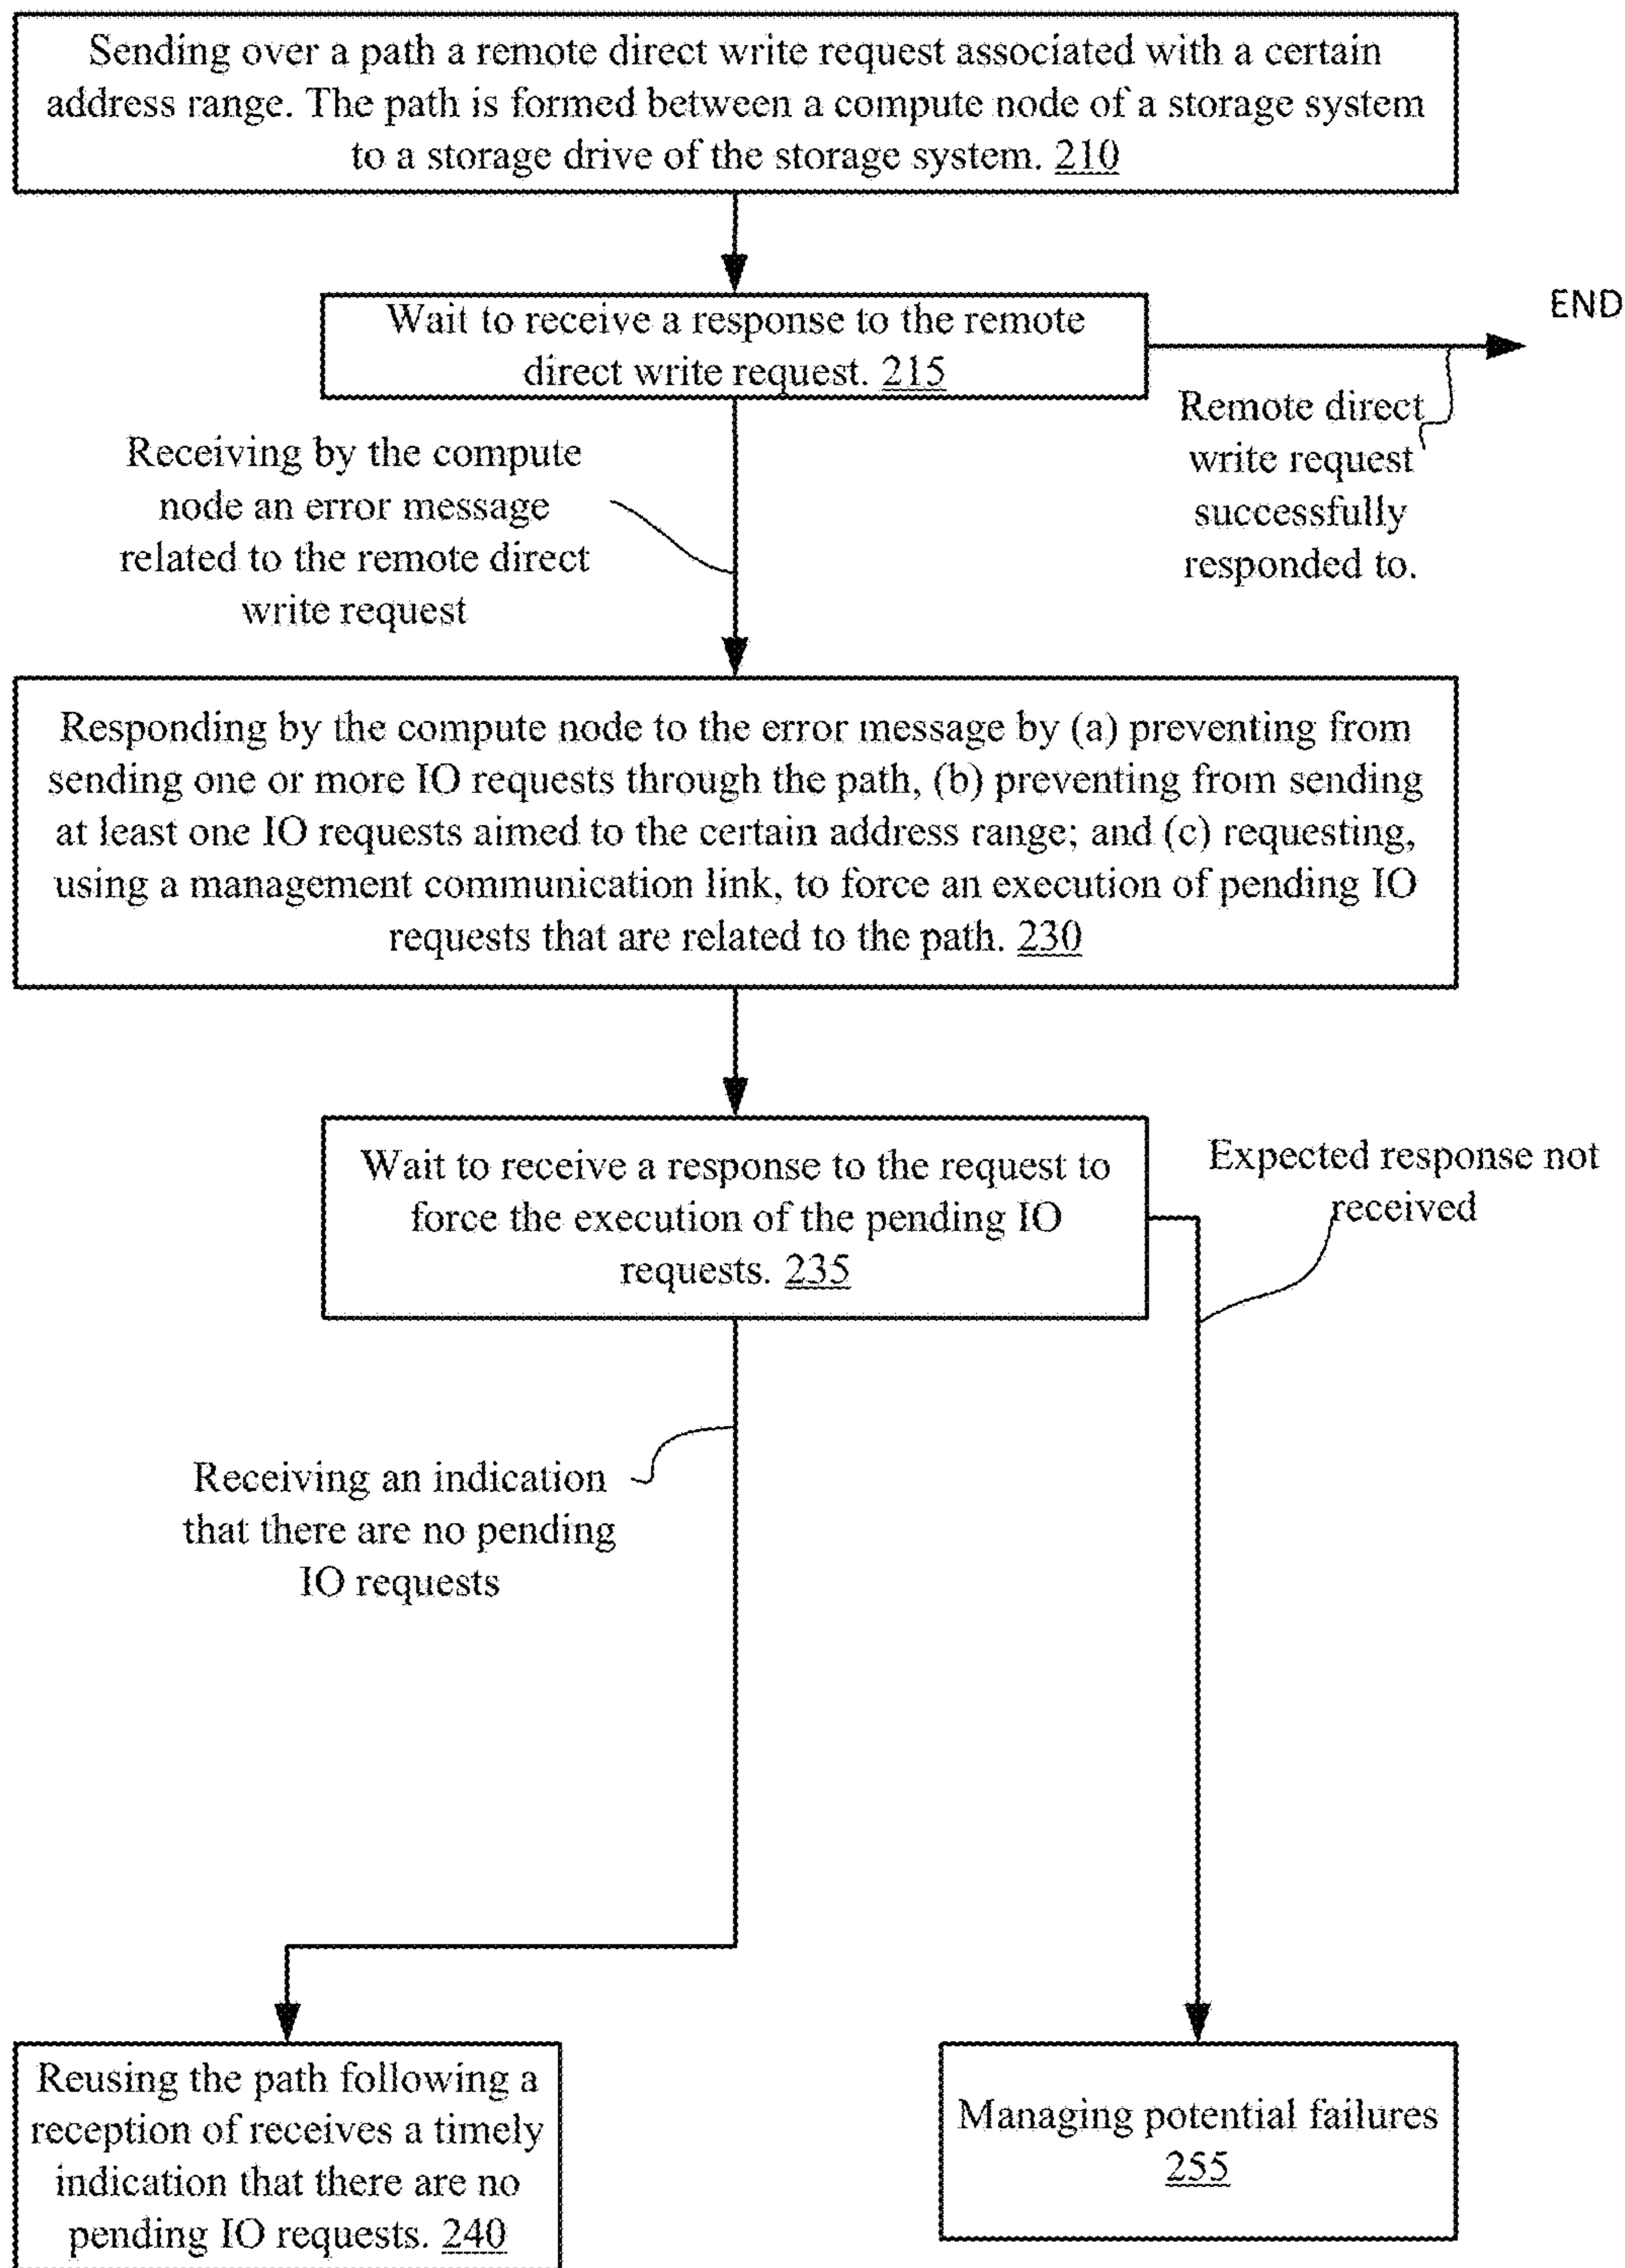 Sending over a path a remote direct write request associated with a certain
address range. The path is formed between a compute node of a storage system
to a storage drive of the storage system. 210
Wait to receive a response to the remote
direct write request. 215
END
Remote direct
write request
successfully
responded to.
Receiving by the compute
node an error message
related to the remote direct
write request
Responding by the compute node to the error message by (a) preventing from
sending one or more IO requests through the path, (b) preventing from sending
at least one IO requests aimed to the certain address range; and (c) requesting,
using a management communication link, to force an execution of pending IO
requests that are related to the path. 230
Wait to receive a response to the request to
force the execution of the pending IO
requests. 235
Expected response not
received
Receiving an indication
that there are no pending
IO requests
Reusing the path following a
reception of receives a timely
indication that there are no
pending IO requests. 240
Managing potential failures
255